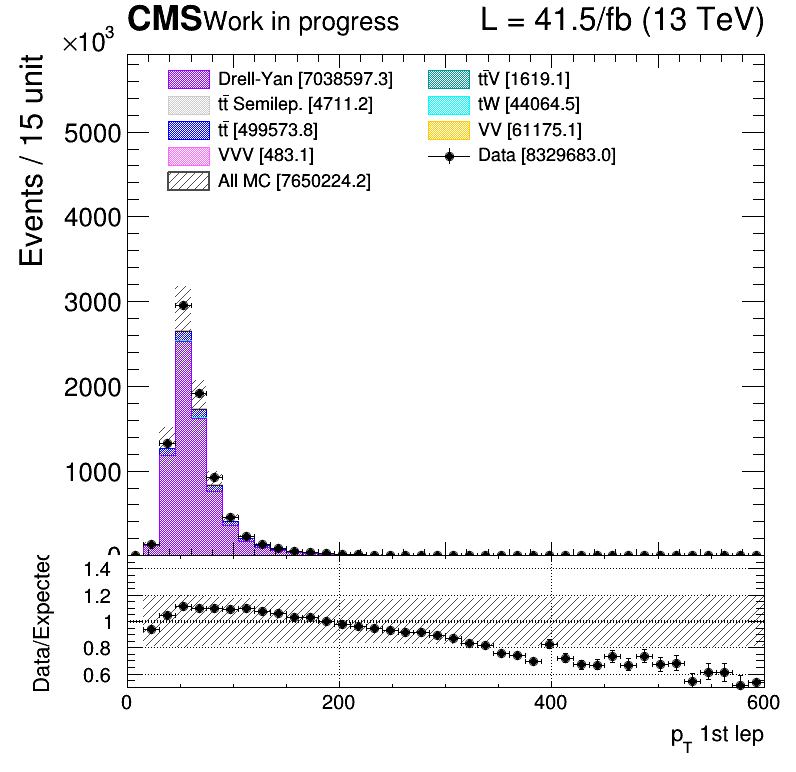 CMS Work in progress L = 41.5/fb (13 TeV)
×10³
Events / 15 unit
Drell-Yan [7038597.3]
tt̄ Semilep. [4711.2]
tt̄ [499573.8]
VVV [483.1]
All MC [7650224.2]
tt̄V [1619.1]
tW [44064.5]
VV [61175.1]
Data [8329683.0]
5000
4000
3000
2000
1000
0
Data/Expected
1.4
1.2
1
0.8
0.6
0 200 400 600
p_T 1st lep